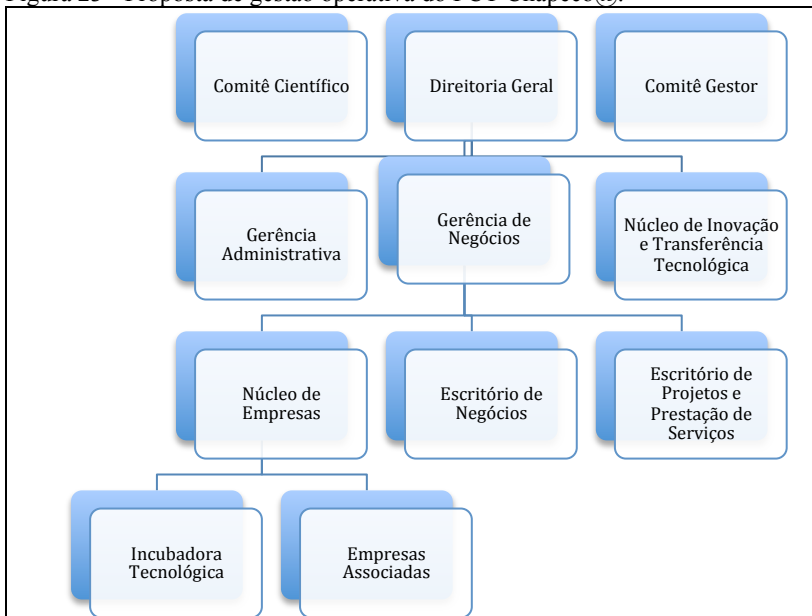 Comitê Científico
Direitoria Geral
Comitê Gestor
Gerência
Administrativa
Gerência de
Negócios
Núcleo de Inovação
e Transferência
Tecnológica
Núcleo de
Empresas
Escritório de
Negócios
Escritório de
Projetos e
Prestação de
Serviços
Incubadora
Tecnológica
Empresas
Associadas